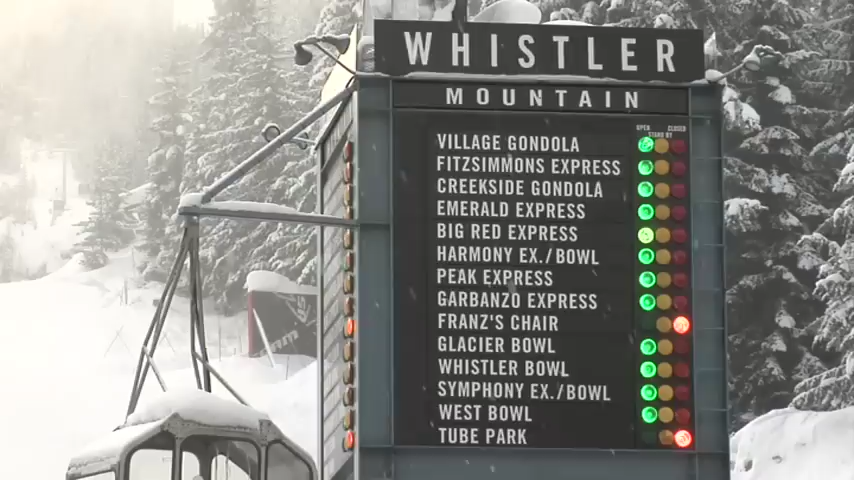 WHISTLER
MOUNTAIN
OPEN STAND BY CLOSED
VILLAGE GONDOLA
FITZSIMMONS EXPRESS
CREEKSIDE GONDOLA
EMERALD EXPRESS
BIG RED EXPRESS
HARMONY EX./BOWL
PEAK EXPRESS
GARBANZO EXPRESS
FRANZ'S CHAIR
GLACIER BOWL
WHISTLER BOWL
SYMPHONY EX./BOWL
WEST BOWL
TUBE PARK